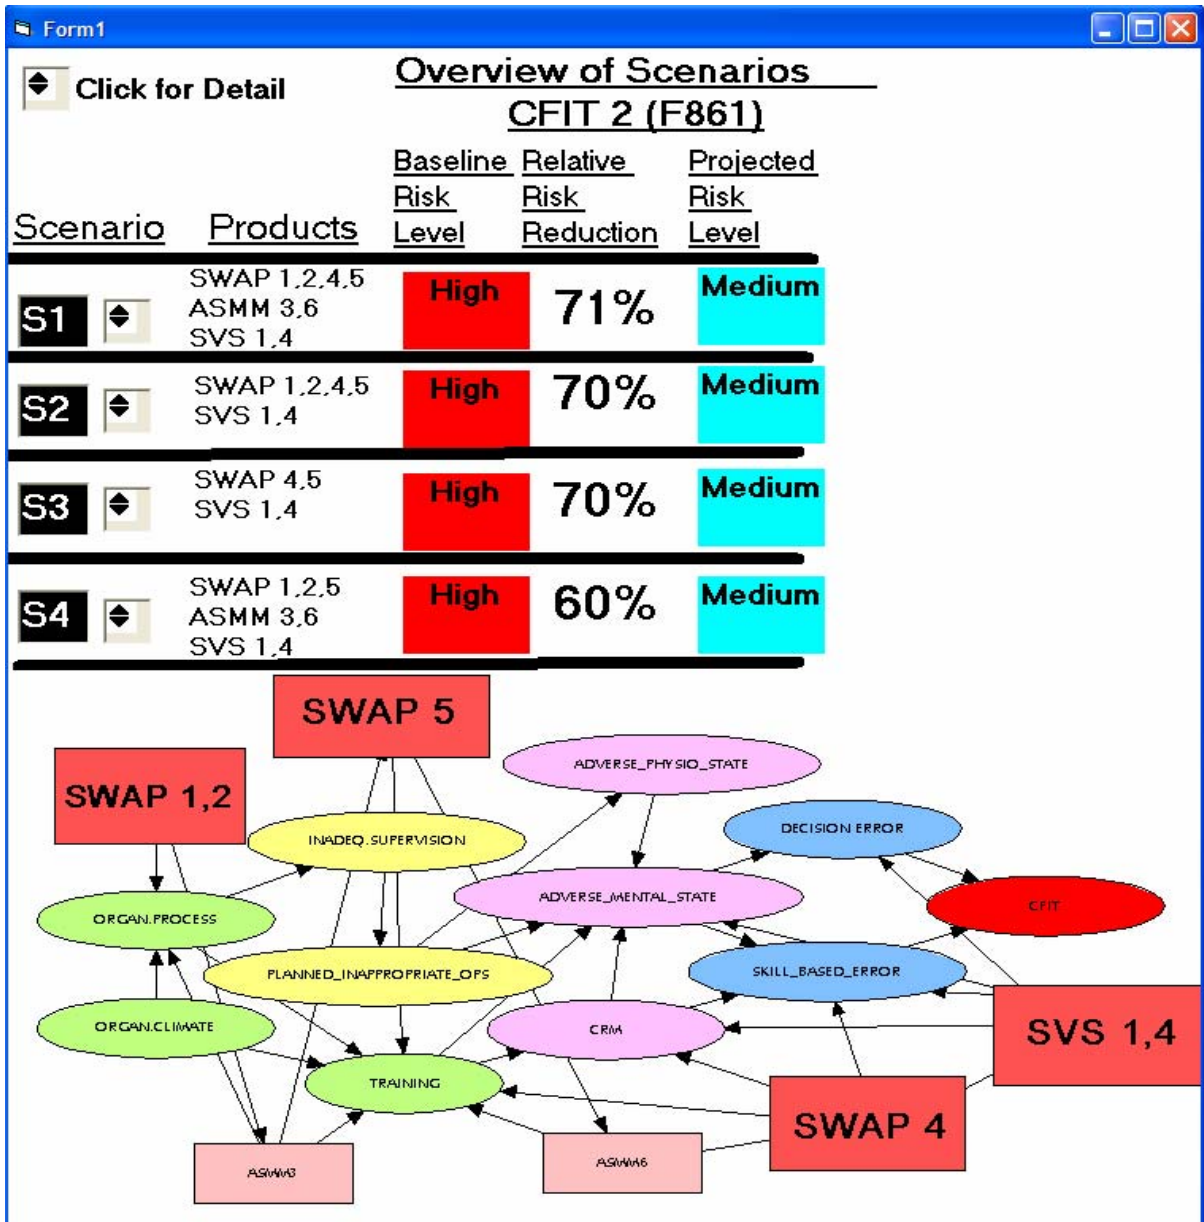 Form1
Click for Detail
Overview of Scenarios
CFIT 2 (F861)
Scenario
Products
Baseline
Risk
Level
Relative
Risk
Reduction
Projected
Risk
Level
S1
SWAP 1,2,4,5
ASMM 3,6
SVS 1,4
High
71%
Medium
S2
SWAP 1,2,4,5
SVS 1,4
High
70%
Medium
S3
SWAP 4,5
SVS 1,4
High
70%
Medium
S4
SWAP 1,2,5
ASMM 3,6
SVS 1,4
High
60%
Medium
SWAP 5
SWAP 1,2
ADVERSE_PHYSIO_STATE
INADEQ.SUPERVISION
DECISION ERROR
ADVERSE_MENTAL_STATE
CFIT
ORGAN.PROCESS
PLANNED_INAPPROPRIATE_OPS
SKILL_BASED_ERROR
ORGAN.CLIMATE
CRM
SVS 1,4
TRAINING
SWAP 4
ASMM3
ASMM6